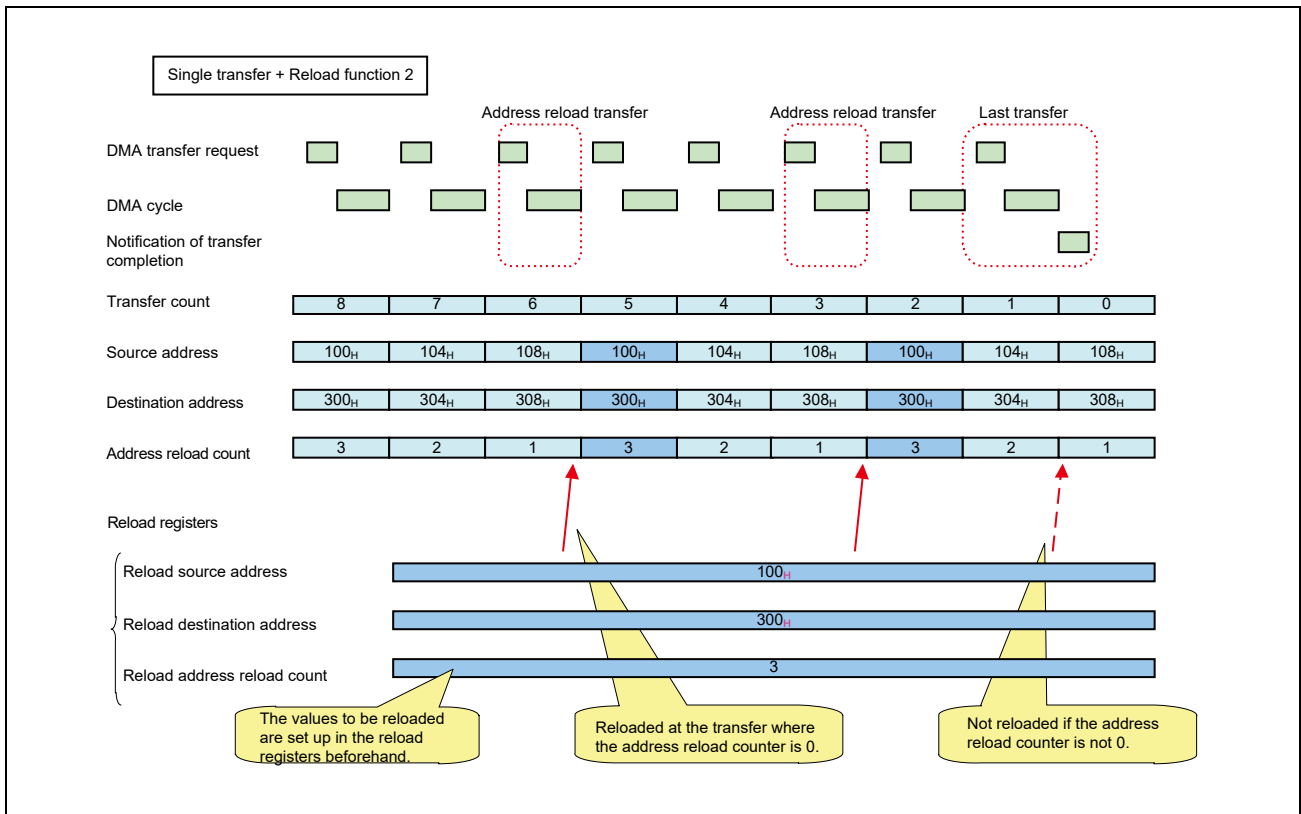 Single transfer + Reload function 2
Address reload transfer Address reload transfer Last transfer
DMA transfer request
DMA cycle
Notification of transfer
completion
Transfer count 8 7 6 5 4 3 2 1 0
Source address 100H 104H 108H 100H 104H 108H 100H 104H 108H
Destination address 300H 304H 308H 300H 304H 308H 300H 304H 308H
Address reload count 3 2 1 3 2 1 3 2 1
Reload registers
Reload source address 100H
Reload destination address 300H
Reload address reload count 3
The values to be reloaded
are set up in the reload
registers beforehand.
Reloaded at the transfer where
the address reload counter is 0.
Not reloaded if the address
reload counter is not 0.